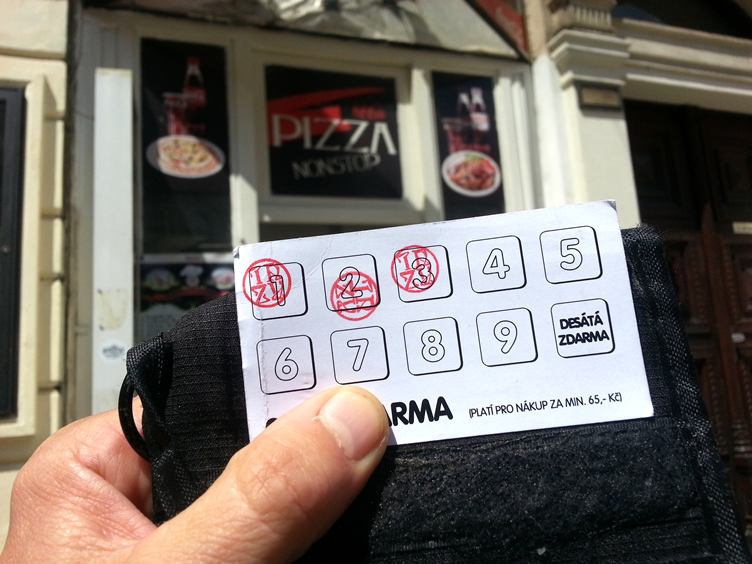 PIZZA
NONSTOP
1 2 3 4 5
6 7 8 9 DESÁTÁ
ZDARMA
ARMA (PLATÍ PRO NÁKUP ZA MIN. 65,- Kč)